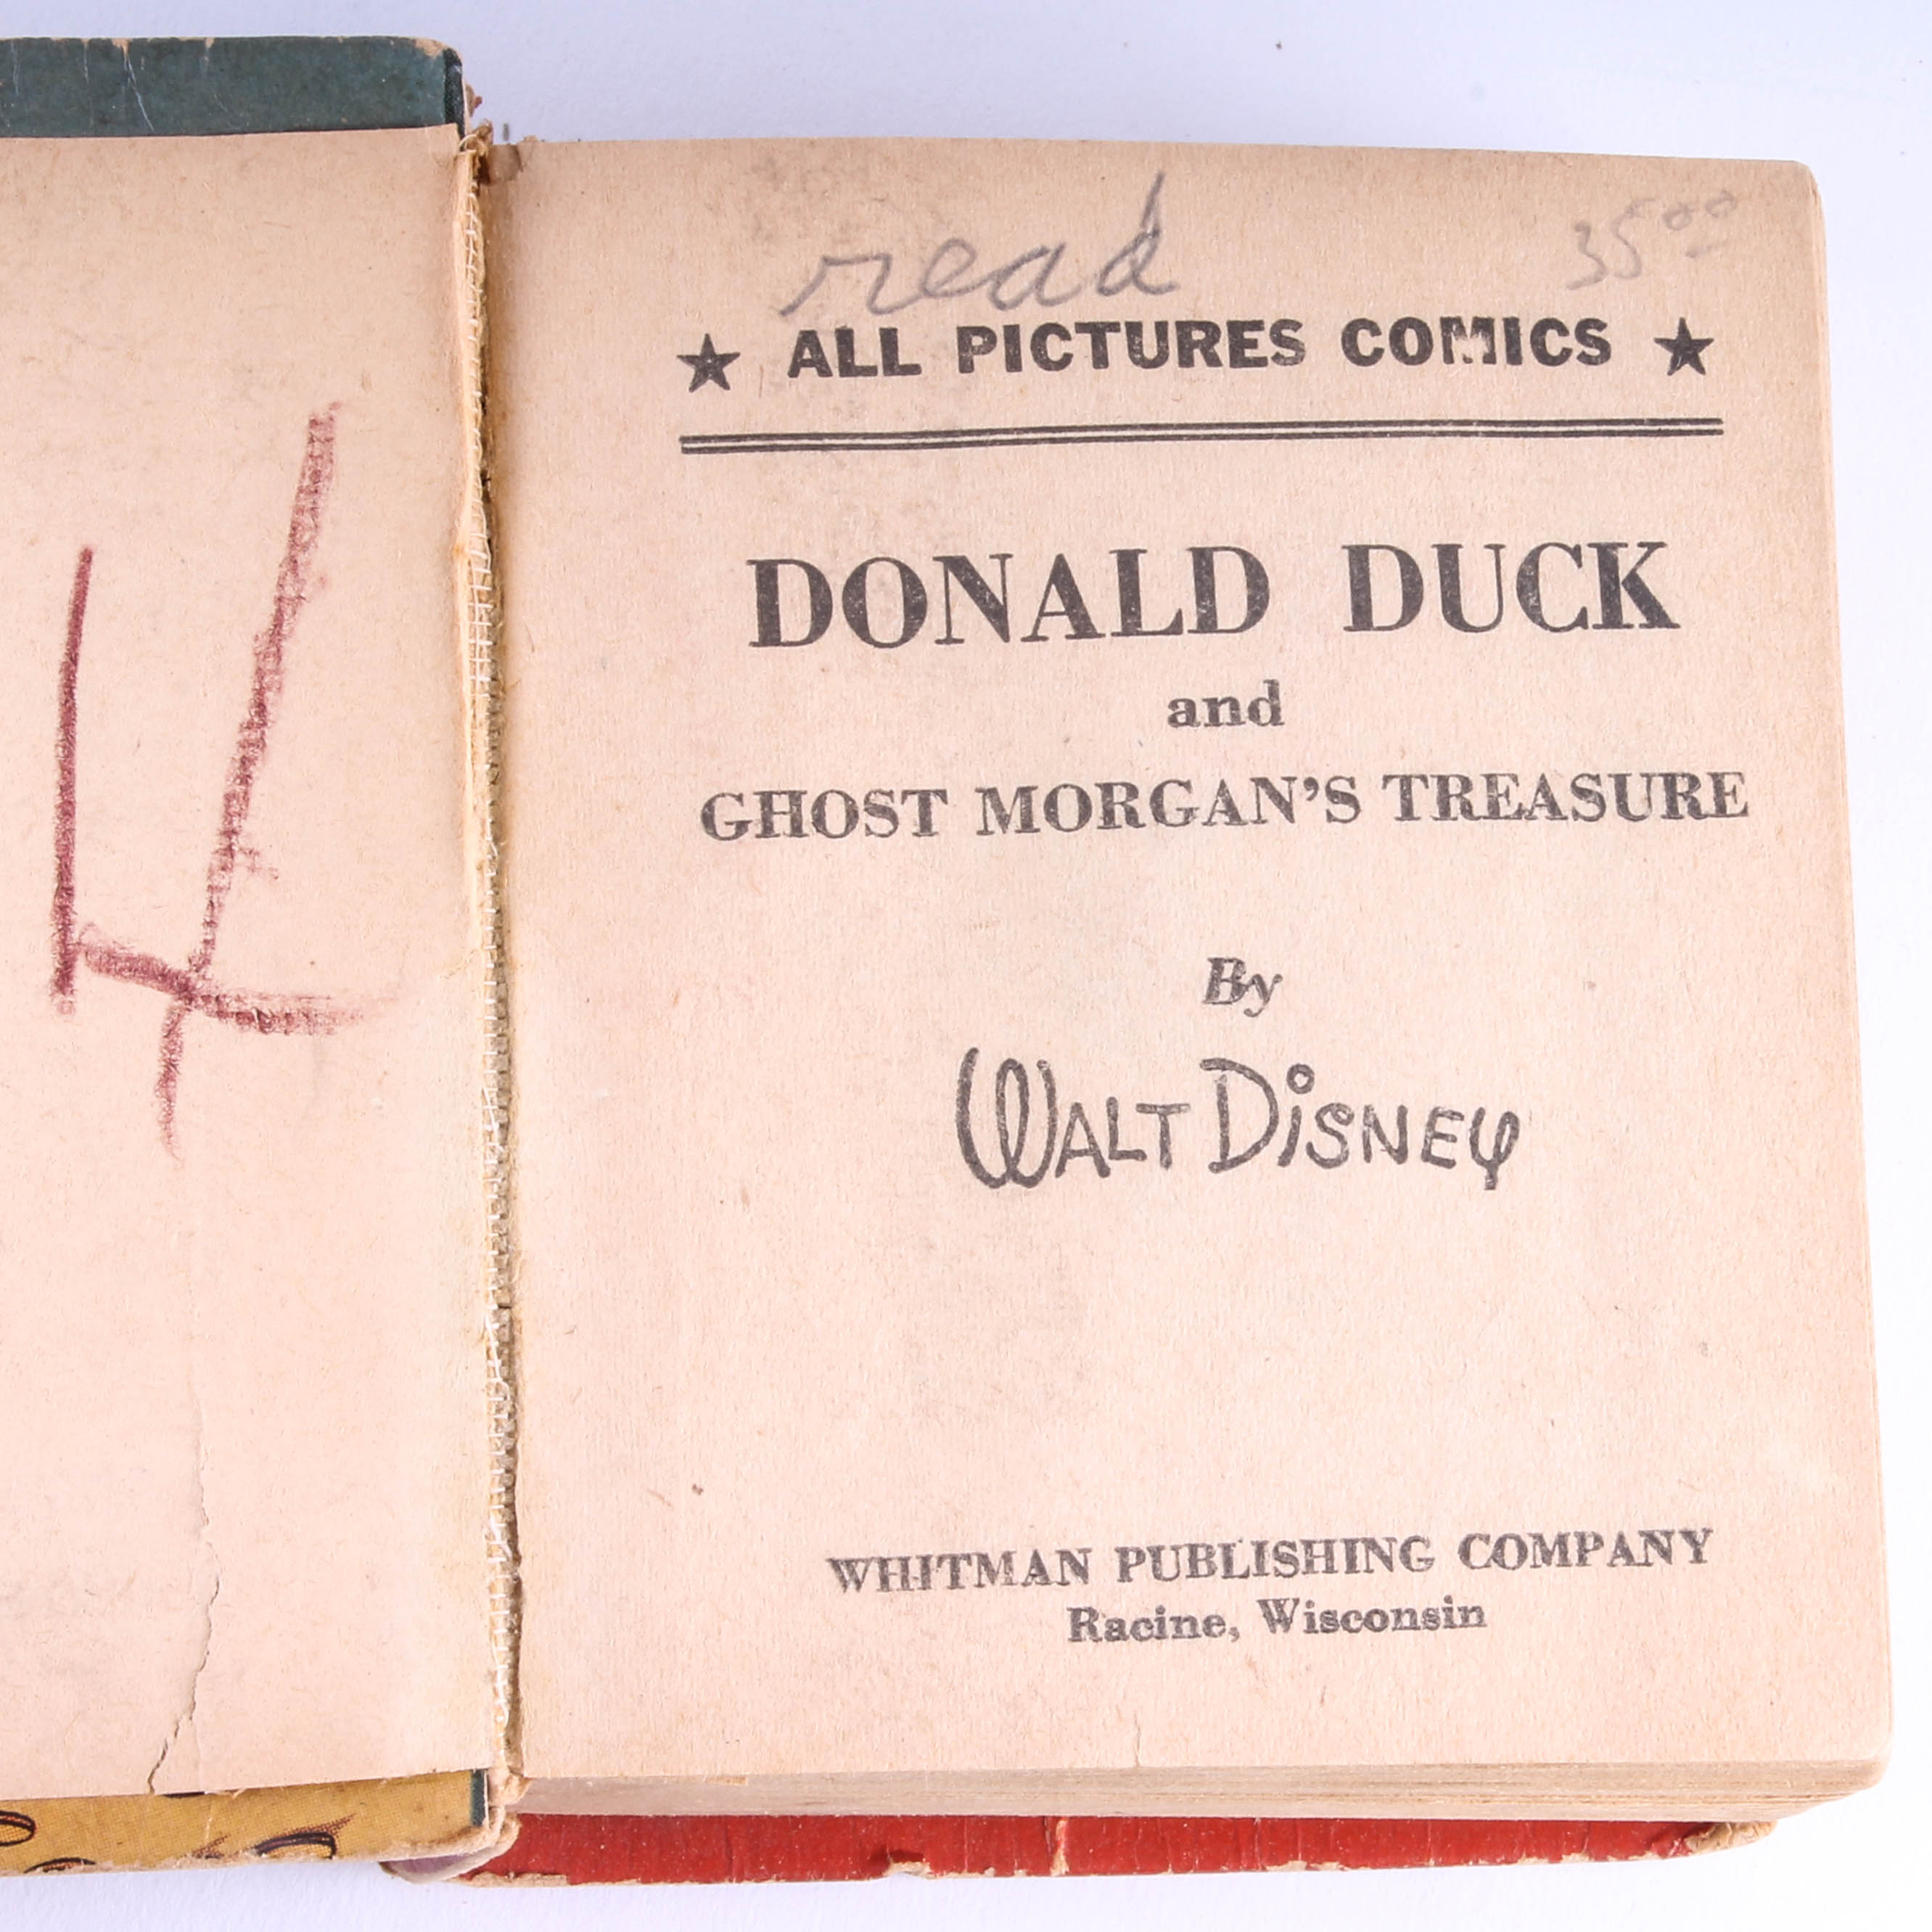 4
read
35⁰⁰
★ ALL PICTURES COMICS ★
DONALD DUCK
and
GHOST MORGAN'S TREASURE
By
WALT DISNEY
WHITMAN PUBLISHING COMPANY
Racine, Wisconsin